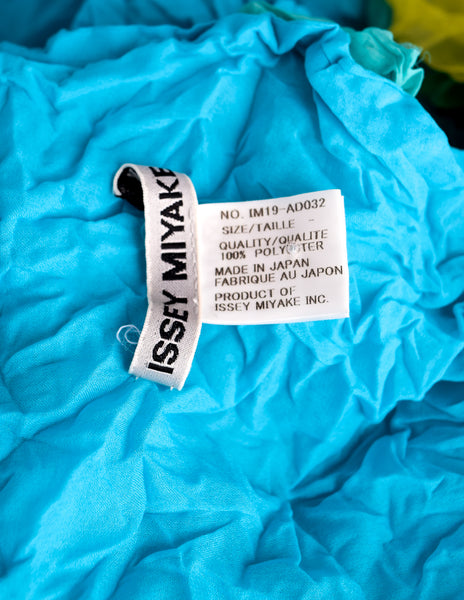 ISSEY MIYAKE
NO. IM19-AD032
SIZE/TAILLE -
QUALITY/QUALITE
100% POLYESTER
MADE IN JAPAN
FABRIQUE AU JAPON
PRODUCT OF
ISSEY MIYAKE INC.